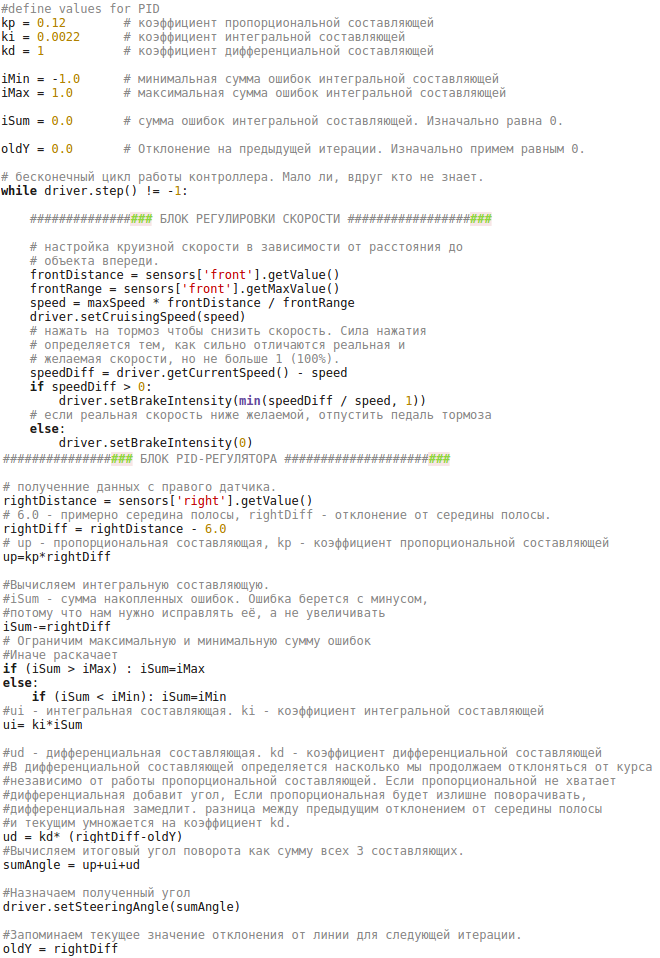 #define values for PID
kp = 0.12        # коэффициент пропорциональной составляющей
ki = 0.0022      # коэффициент интегральной составляющей
kd = 1           # коэффициент дифференциальной составляющей
iMin = -1.0      # минимальная сумма ошибок интегральной составляющей
iMax = 1.0       # максимальная сумма ошибок интегральной составляющей
iSum = 0.0       # сумма ошибок интегральной составляющей. Изначально равна 0.
oldY = 0.0       # Отклонение на предыдущей итерации. Изначально примем равным 0.
# бесконечный цикл работы контроллера. Мало ли, вдруг кто не знает.
while driver.step() != -1:
    ################# БЛОК РЕГУЛИРОВКИ СКОРОСТИ ####################
    # настройка круизной скорости в зависимости от расстояния до
    # объекта впереди.
    frontDistance = sensors['front'].getValue()
    frontRange = sensors['front'].getMaxValue()
    speed = maxSpeed * frontDistance / frontRange
    driver.setCruisingSpeed(speed)
    # нажать на тормоз чтобы снизить скорость. Сила нажатия
    # определяется тем, как сильно отличаются реальная и
    # желаемая скорости, но не больше 1 (100%).
    speedDiff = driver.getCurrentSpeed() - speed
    if speedDiff > 0:
        driver.setBrakeIntensity(min(speedDiff / speed, 1))
    # если реальная скорость ниже желаемой, отпустить педаль тормоза
    else:
        driver.setBrakeIntensity(0)
################## БЛОК PID-РЕГУЛЯТОРА #######################
# полученние данных с правого датчика.
rightDistance = sensors['right'].getValue()
# 6.0 - примерно середина полосы, rightDiff - отклонение от середины полосы.
rightDiff = rightDistance - 6.0
# up - пропорциональная составляющая, kp - коэффициент пропорциональной составляющей
up=kp*rightDiff
#Вычисляем интегральную составляющую.
#iSum - сумма накопленных ошибок. Ошибка берется с минусом,
#потому что нам нужно исправлять её, а не увеличивать
iSum-=rightDiff
# Ограничим максимальную и минимальную сумму ошибок
#Иначе раскачает
if (iSum > iMax) : iSum=iMax
else:
    if (iSum < iMin): iSum=iMin
#ui - интегральная составляющая. ki - коэффициент интегральной составляющей
ui= ki*iSum
#ud - дифференциальная составляющая. kd - коэффициент дифференциальной составляющей
#В дифференциальной составляющей определяется насколько мы продолжаем отклоняться от курса
#независимо от работы пропорциональной составляющей. Если пропорциональной не хватает
#дифференциальная добавит угол, Если пропорциональная будет излишне поворачивать,
#дифференциальная замедлит. разница между предыдущим отклонением от середины полосы
#и текущим умножается на коэффициент kd.
ud = kd* (rightDiff-oldY)
#Вычисляем итоговый угол поворота как сумму всех 3 составляющих.
sumAngle = up+ui+ud
#Назначаем полученный угол
driver.setSteeringAngle(sumAngle)
#Запоминаем текущее значение отклонения от линии для следующей итерации.
oldY = rightDiff